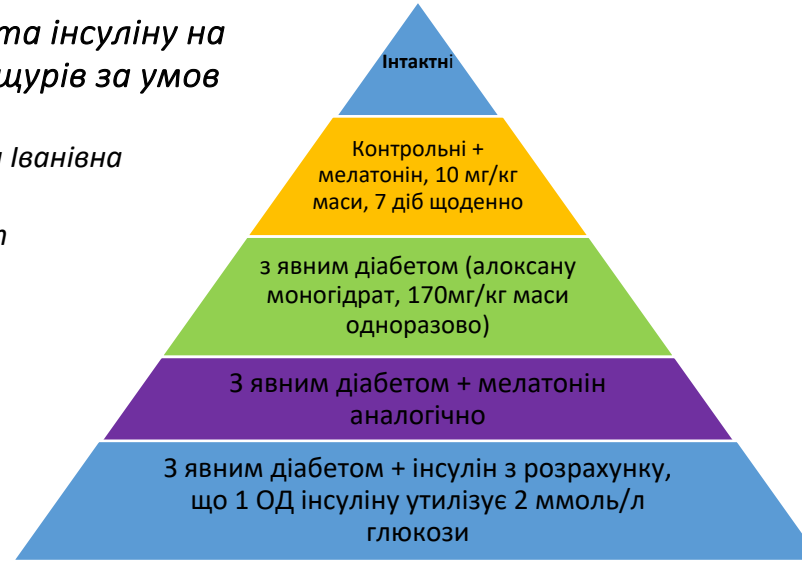 та інсуліну на
щурів за умов
Іванівна
Інтактні
Контрольні +
мелатонін, 10 мг/кг
маси, 7 діб щоденно
з явним діабетом (алоксану
моногідрат, 170мг/кг маси
одноразово)
З явним діабетом + мелатонін
аналогічно
З явним діабетом + інсулін з розрахунку,
що 1 ОД інсуліну утилізує 2 ммоль/л
глюкози